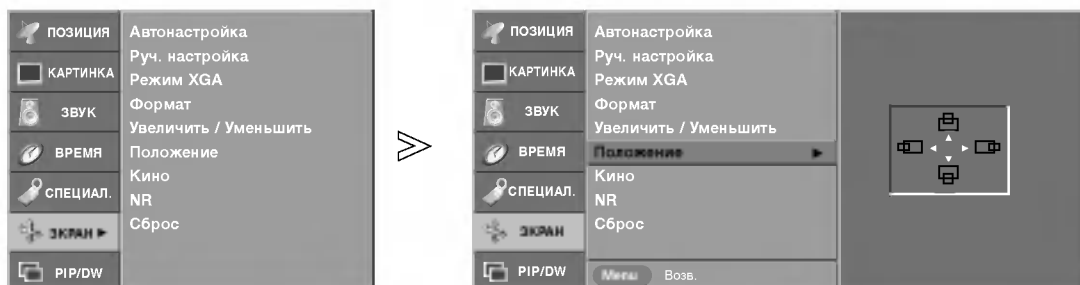 ПОЗИЦИЯ
КАРТИНКА
ЗВУК
ВРЕМЯ
СПЕЦИАЛ.
ЭКРАН
PIP/DW
Автонастройка
Руч. настройка
Режим XGA
Формат
Увеличить / Уменьшить
Положение
Кино
NR
Сброс
ПОЗИЦИЯ
КАРТИНКА
ЗВУК
ВРЕМЯ
СПЕЦИАЛ.
ЭКРАН
PIP/DW
Автонастройка
Руч. настройка
Режим XGA
Формат
Увеличить / Уменьшить
Положение
Кино
NR
Сброс
Menu Возв.